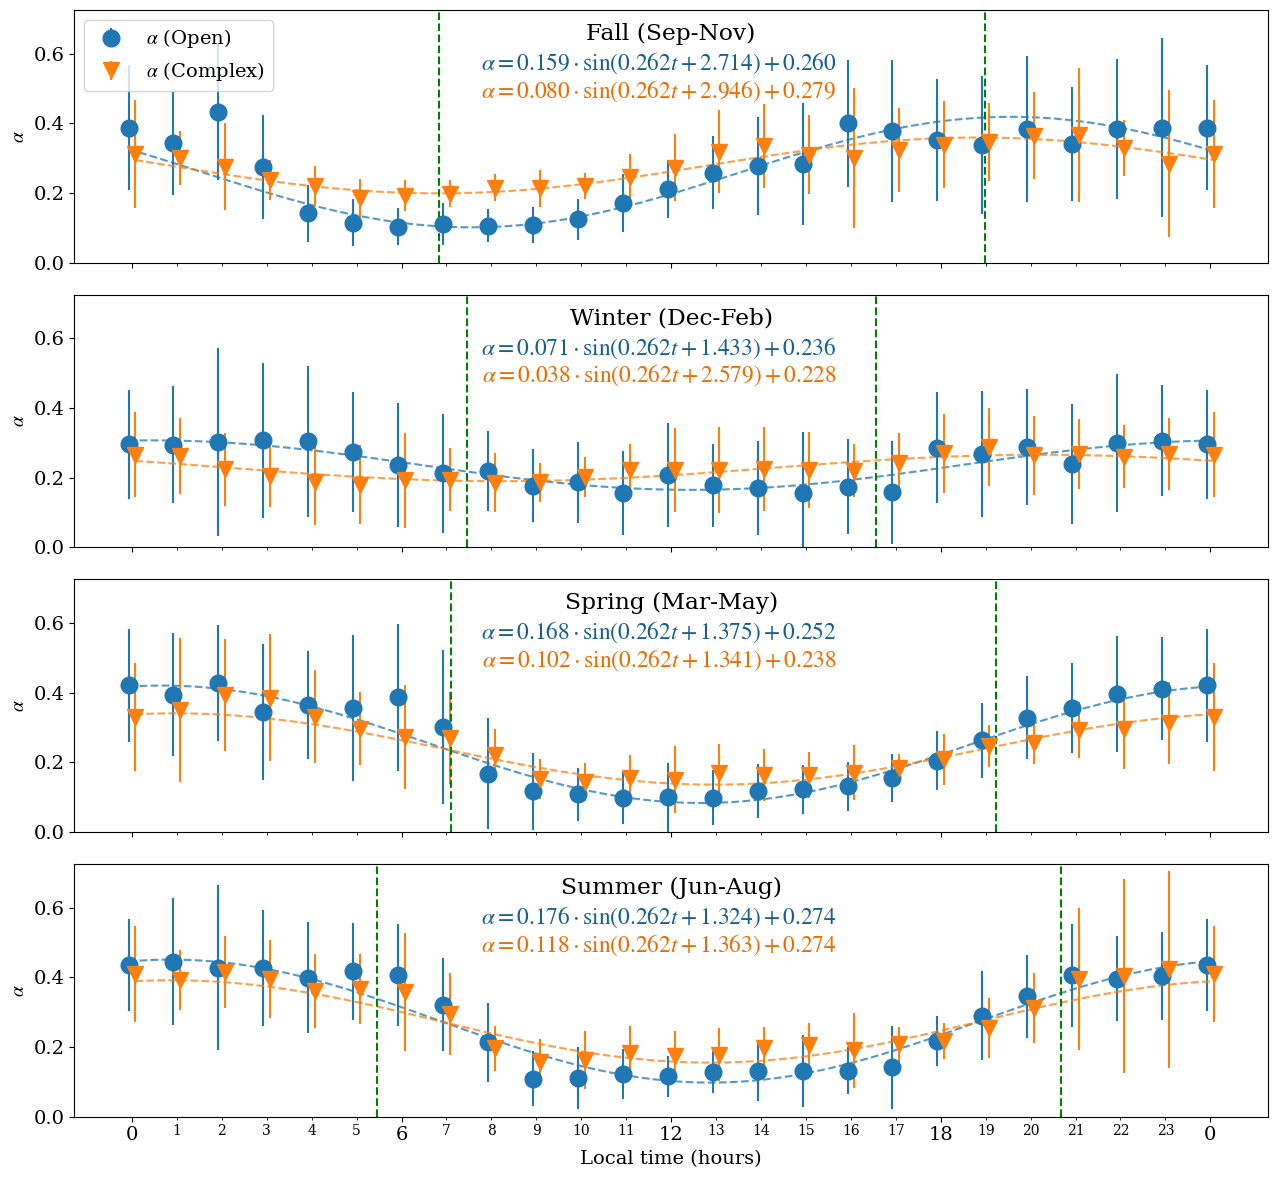 α (Open)
α (Complex)
Fall (Sep-Nov)
α = 0.159 · sin(0.262t + 2.714) + 0.260
α = 0.080 · sin(0.262t + 2.946) + 0.279
0.6
0.4
0.2
0.0
α
Winter (Dec-Feb)
α = 0.071 · sin(0.262t + 1.433) + 0.236
α = 0.038 · sin(0.262t + 2.579) + 0.228
0.6
0.4
0.2
0.0
α
Spring (Mar-May)
α = 0.168 · sin(0.262t + 1.375) + 0.252
α = 0.102 · sin(0.262t + 1.341) + 0.238
0.6
0.4
0.2
0.0
α
Summer (Jun-Aug)
α = 0.176 · sin(0.262t + 1.324) + 0.274
α = 0.118 · sin(0.262t + 1.363) + 0.274
0.6
0.4
0.2
0.0
α
0 1 2 3 4 5 6 7 8 9 10 11 12 13 14 15 16 17 18 19 20 21 22 23 0
Local time (hours)